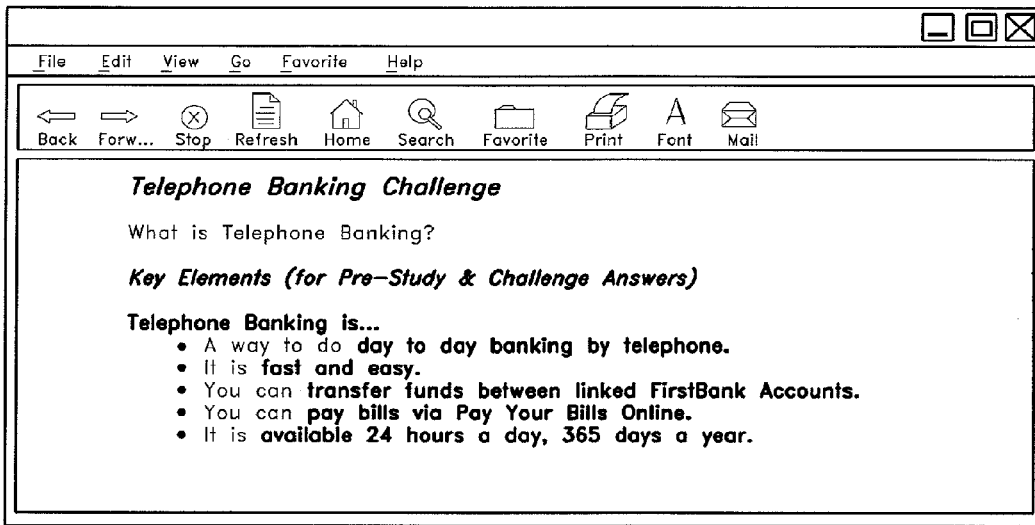 File Edit View Go Favorite Help
Back Forw... Stop Refresh Home Search Favorite Print Font Mail
Telephone Banking Challenge
What is Telephone Banking?
Key Elements (for Pre-Study & Challenge Answers)
Telephone Banking is...
• A way to do day to day banking by telephone.
• It is fast and easy.
• You can transfer funds between linked FirstBank Accounts.
• You can pay bills via Pay Your Bills Online.
• It is available 24 hours a day, 365 days a year.